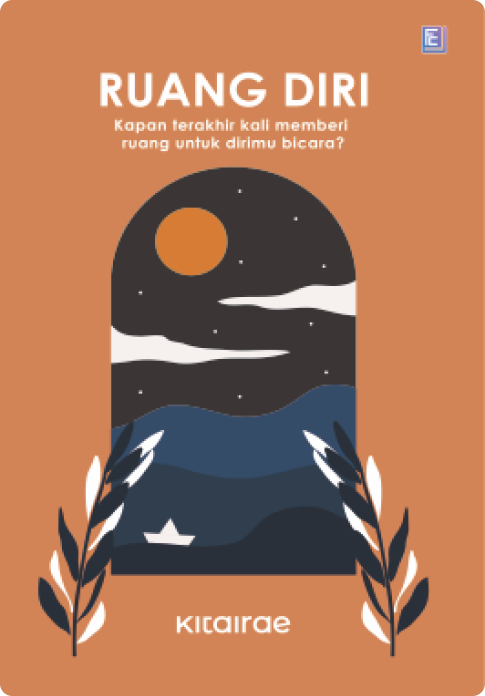 RUANG DIRI
Kapan terakhir kali memberi
ruang untuk dirimu bicara?
Kitairae